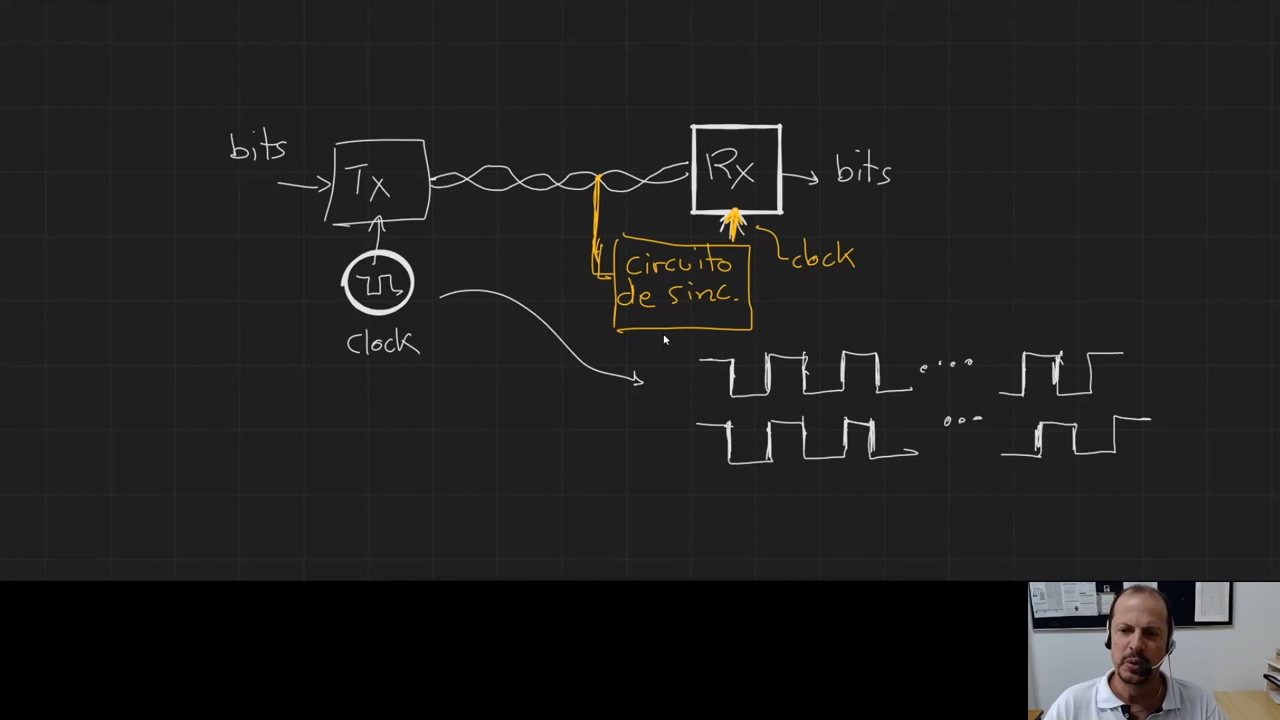 bits
Tx
Rx
bits
clock
circuito
de sinc.
clock